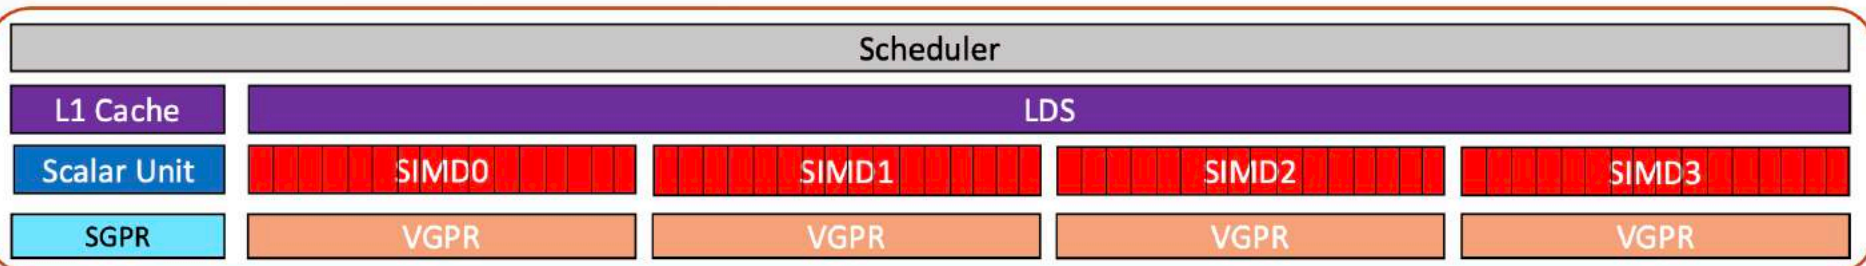 Scheduler
L1 Cache LDS
Scalar Unit SIMD0 SIMD1 SIMD2 SIMD3
SGPR VGPR VGPR VGPR VGPR